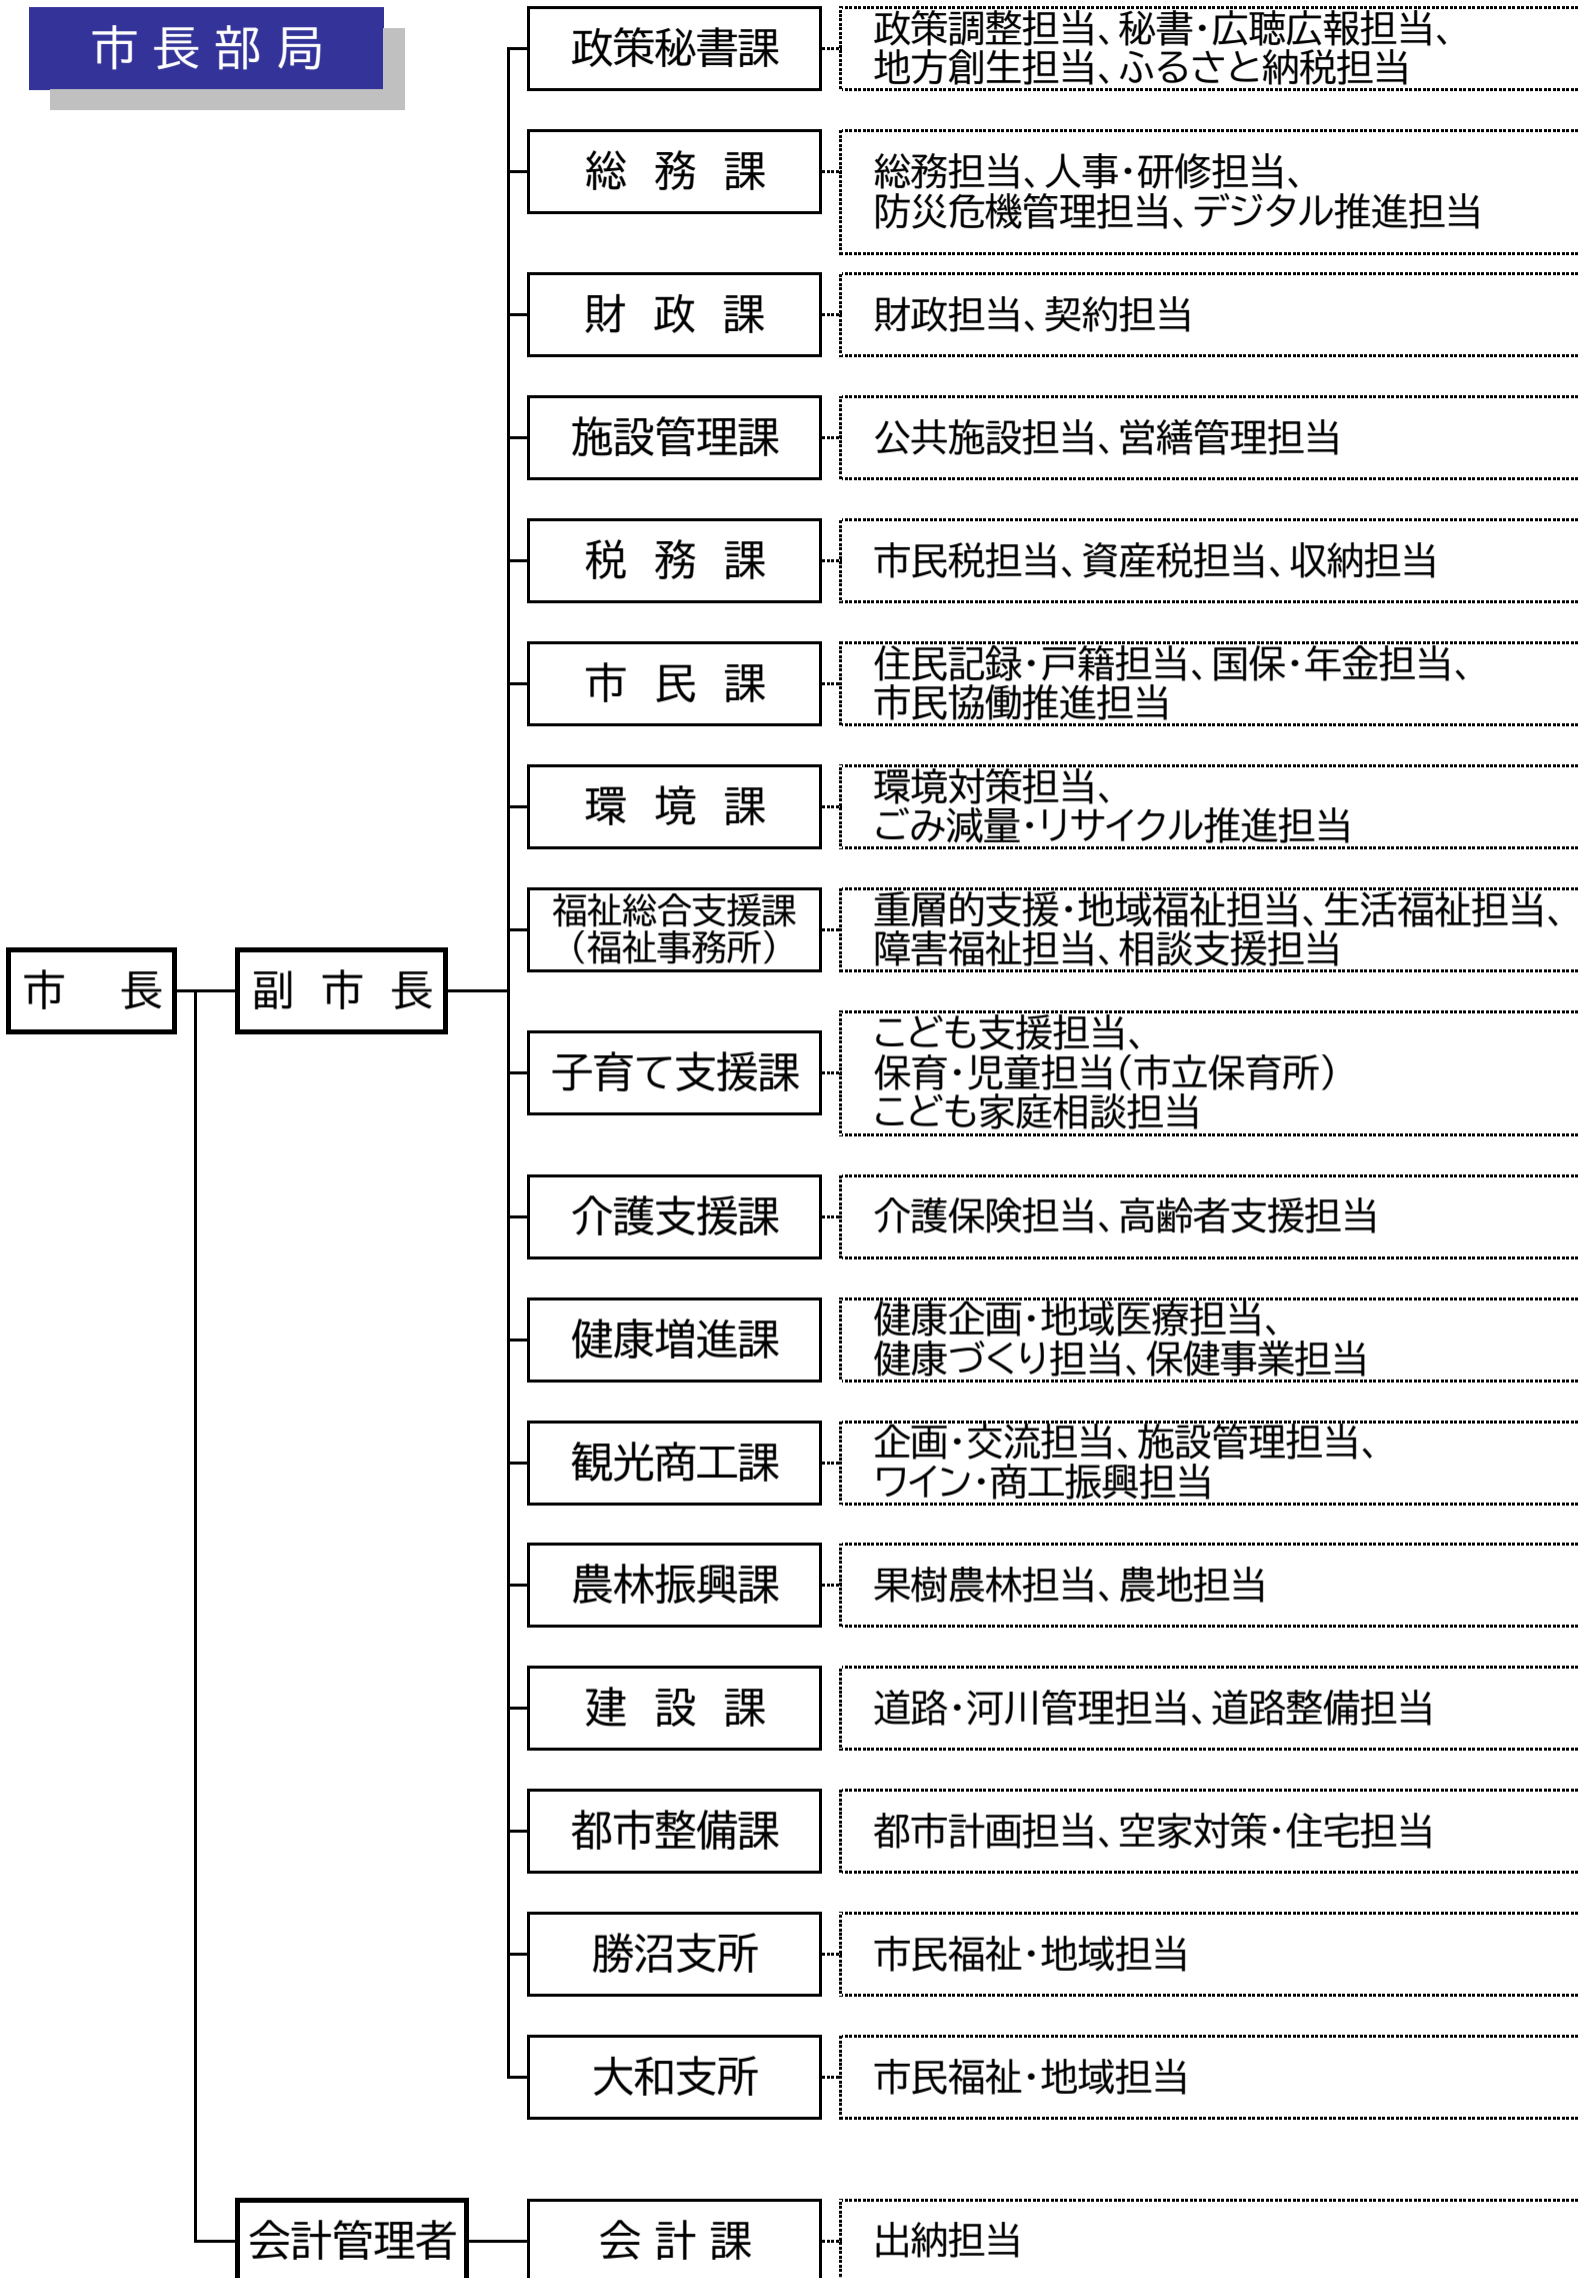 市長部局
政策秘書課
政策調整担当、秘書・広聴広報担当、
地方創生担当、ふるさと納税担当
総務課
総務担当、人事・研修担当、
防災危機管理担当、デジタル推進担当
財政課
財政担当、契約担当
施設管理課
公共施設担当、営繕管理担当
税務課
市民税担当、資産税担当、収納担当
市民課
住民記録・戸籍担当、国保・年金担当、
市民協働推進担当
環境課
環境対策担当、
ごみ減量・リサイクル推進担当
福祉総合支援課
（福祉事務所）
重層的支援・地域福祉担当、生活福祉担当、
障害福祉担当、相談支援担当
市長
副市長
子育て支援課
こども支援担当、
保育・児童担当（市立保育所）
こども家庭相談担当
介護支援課
介護保険担当、高齢者支援担当
健康増進課
健康企画・地域医療担当、
健康づくり担当、保健事業担当
観光商工課
企画・交流担当、施設管理担当、
ワイン・商工振興担当
農林振興課
果樹農林担当、農地担当
建設課
道路・河川管理担当、道路整備担当
都市整備課
都市計画担当、空家対策・住宅担当
勝沼支所
市民福祉・地域担当
大和支所
市民福祉・地域担当
会計管理者
会計課
出納担当